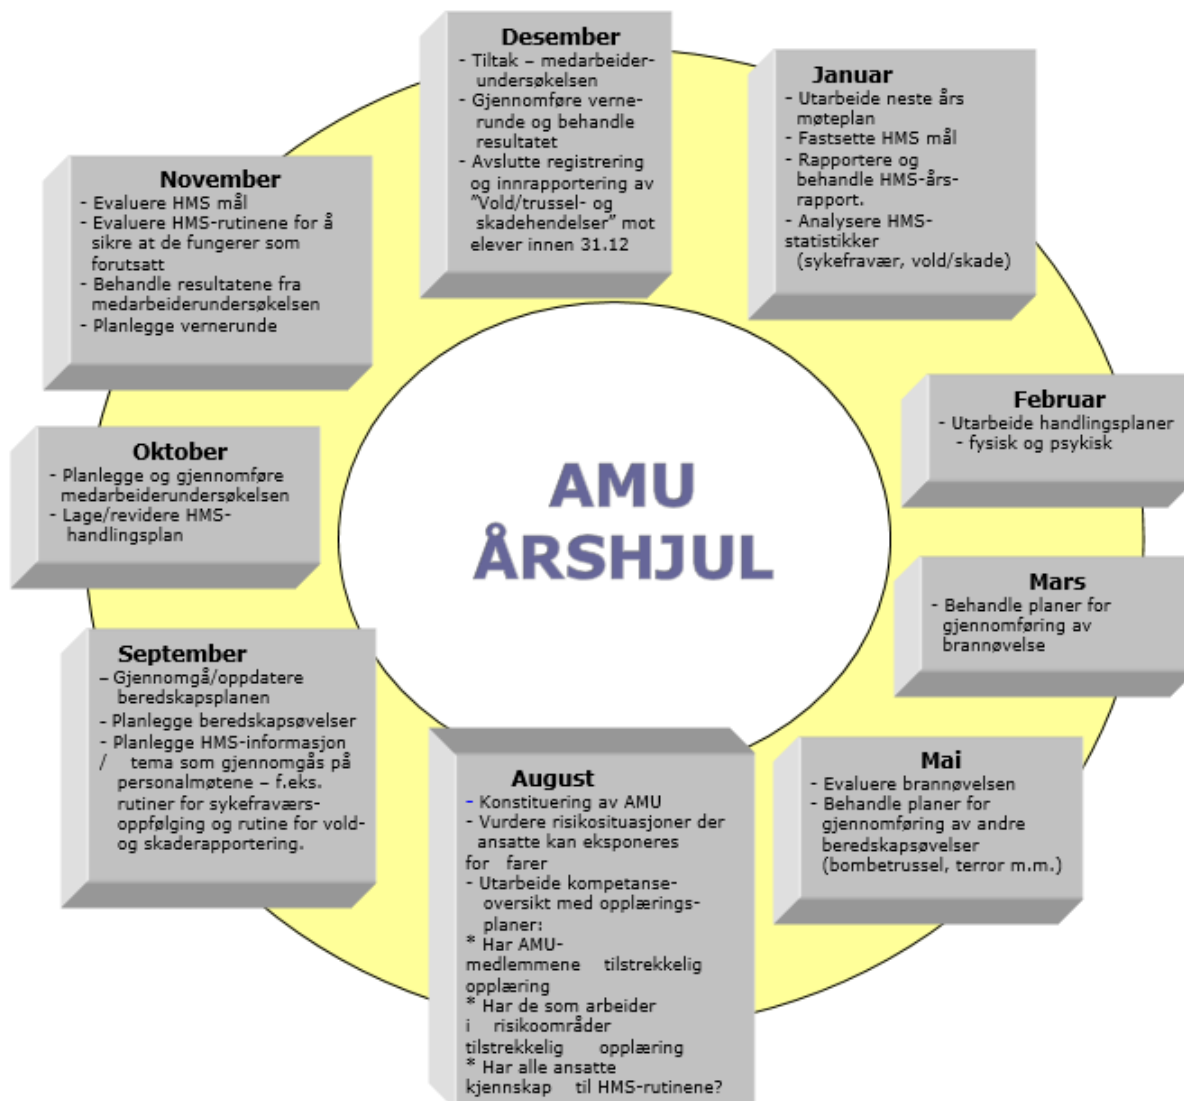 Desember
- Tiltak – medarbeider-
undersøkelsen
- Gjennomføre verne-
runde og behandle
resultatet
- Avslutte registrering
og innrapportering av
”Vold/trussel- og
skadehendelser” mot
elever innen 31.12
Januar
- Utarbeide neste års
møteplan
- Fastsette HMS mål
- Rapportere og
behandle HMS-års-
rapport.
- Analysere HMS-
statistikker
(sykefravær, vold/skade)
Februar
- Utarbeide handlingsplaner
- fysisk og psykisk
Mars
- Behandle planer for
gjennomføring av
brannøvelse
Mai
- Evaluere brannøvelsen
- Behandle planer for
gjennomføring av andre
beredskapsøvelser
(bombetrussel, terror m.m.)
August
- Konstituering av AMU
- Vurdere risikosituasjoner der
ansatte kan eksponeres
for farer
- Utarbeide kompetanse-
oversikt med opplærings-
planer:
* Har AMU-
medlemmene tilstrekkelig
opplæring
* Har de som arbeider
i risikoområder
tilstrekkelig opplæring
* Har alle ansatte
kjennskap til HMS-rutinene?
September
– Gjennomgå/oppdatere
beredskapsplanen
- Planlegge beredskapsøvelser
- Planlegge HMS-informasjon
/ tema som gjennomgås på
personalmøtene – f.eks.
rutiner for sykefraværs-
oppfølging og rutine for vold-
og skaderapportering.
Oktober
- Planlegge og gjennomføre
medarbeiderundersøkelsen
- Lage/revidere HMS-
handlingsplan
November
- Evaluere HMS mål
- Evaluere HMS-rutinene for å
sikre at de fungerer som
forutsatt
- Behandle resultatene fra
medarbeiderundersøkelsen
- Planlegge vernerunde
AMU
ÅRSHJUL